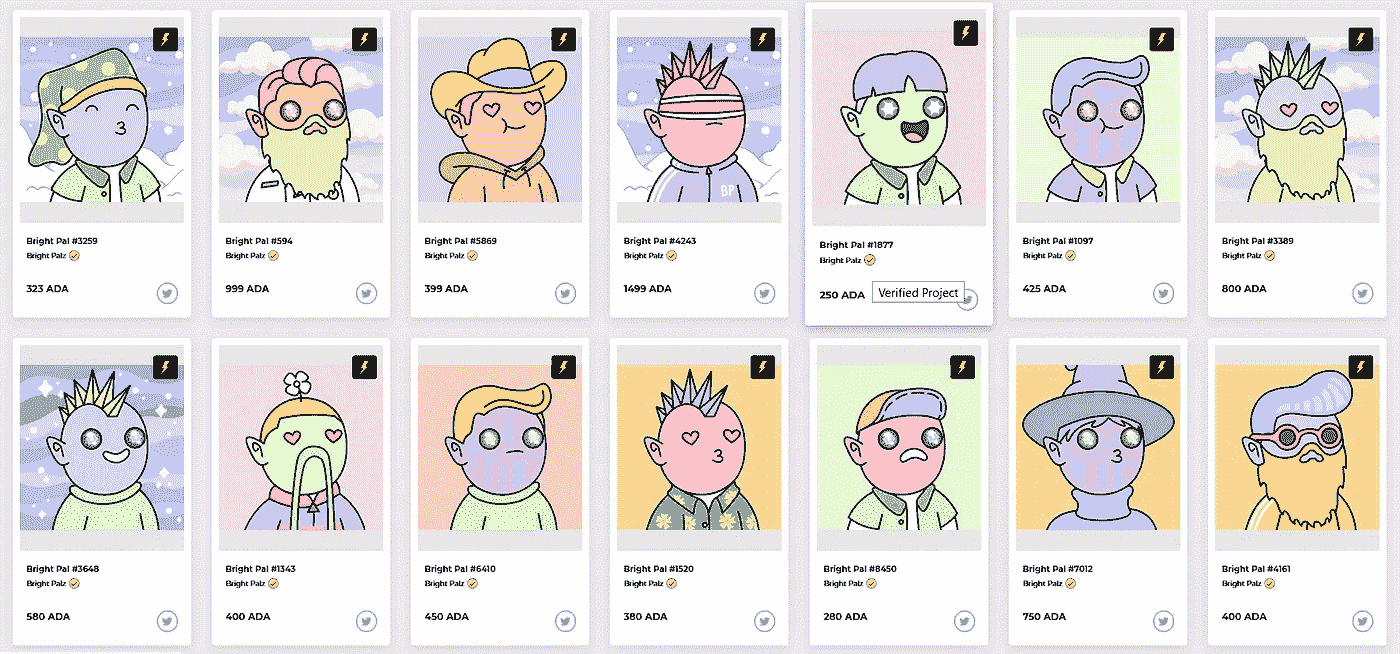 BP
Bright Pal #3259
Bright Palz
323 ADA
Bright Pal #594
Bright Palz
999 ADA
Bright Pal #5869
Bright Palz
399 ADA
Bright Pal #4243
Bright Palz
1499 ADA
Bright Pal #1877
Bright Palz
250 ADA
Verified Project
Bright Pal #1097
Bright Palz
425 ADA
Bright Pal #3389
Bright Palz
800 ADA
Bright Pal #3648
Bright Palz
580 ADA
Bright Pal #1343
Bright Palz
400 ADA
Bright Pal #6410
Bright Palz
450 ADA
Bright Pal #1520
Bright Palz
380 ADA
Bright Pal #8450
Bright Palz
280 ADA
Bright Pal #7012
Bright Palz
750 ADA
Bright Pal #4161
Bright Palz
400 ADA